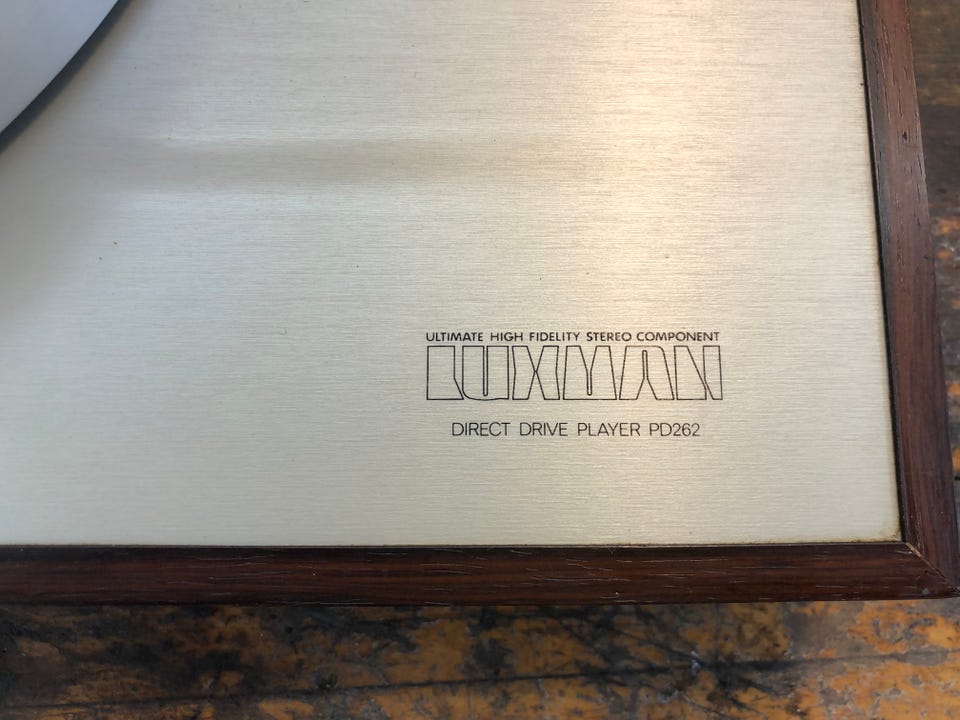 ULTIMATE HIGH FIDELITY STEREO COMPONENT
LUXMAN
DIRECT DRIVE PLAYER PD262